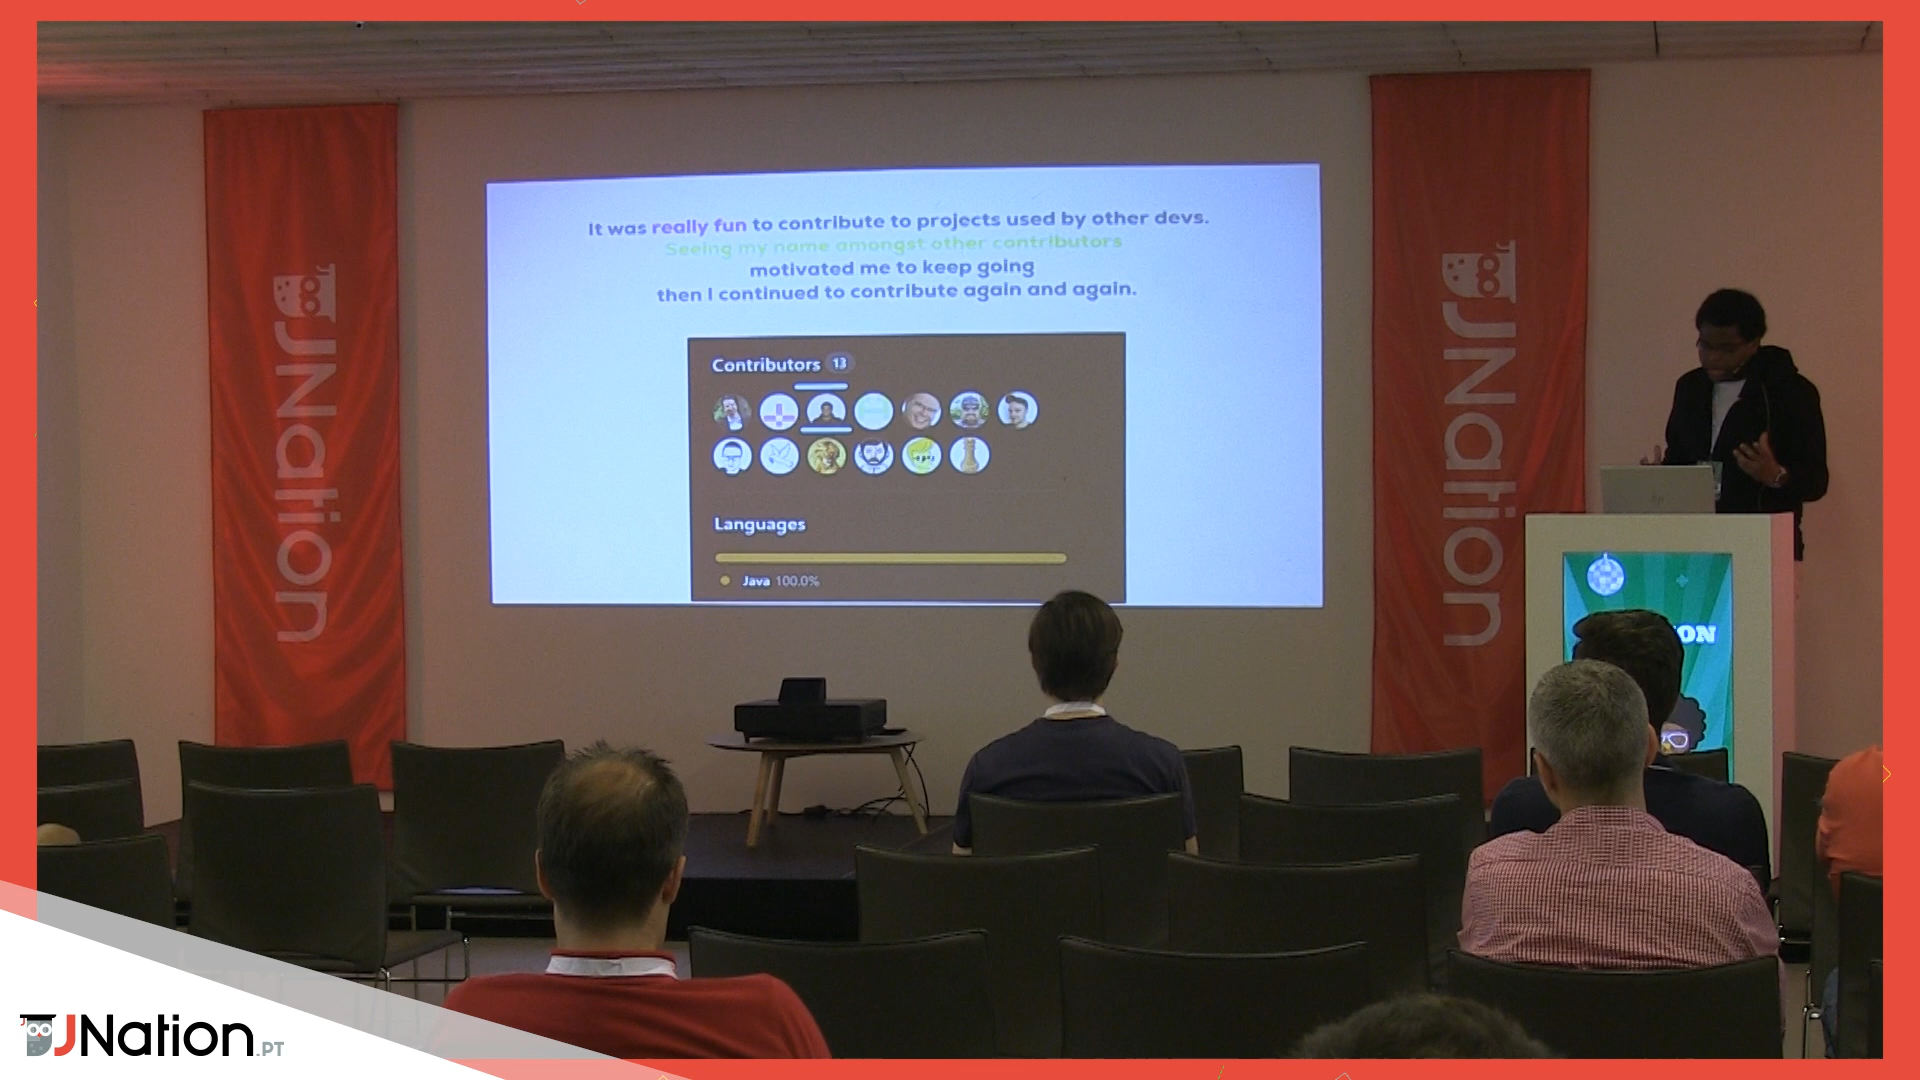 It was really fun to contribute to projects used by other devs.
Seeing my name amongst other contributors
motivated me to keep going
then I continued to contribute again and again.
Contributors 13
Languages
Java 100.0%
JNation
JNation
ON
JNation.PT